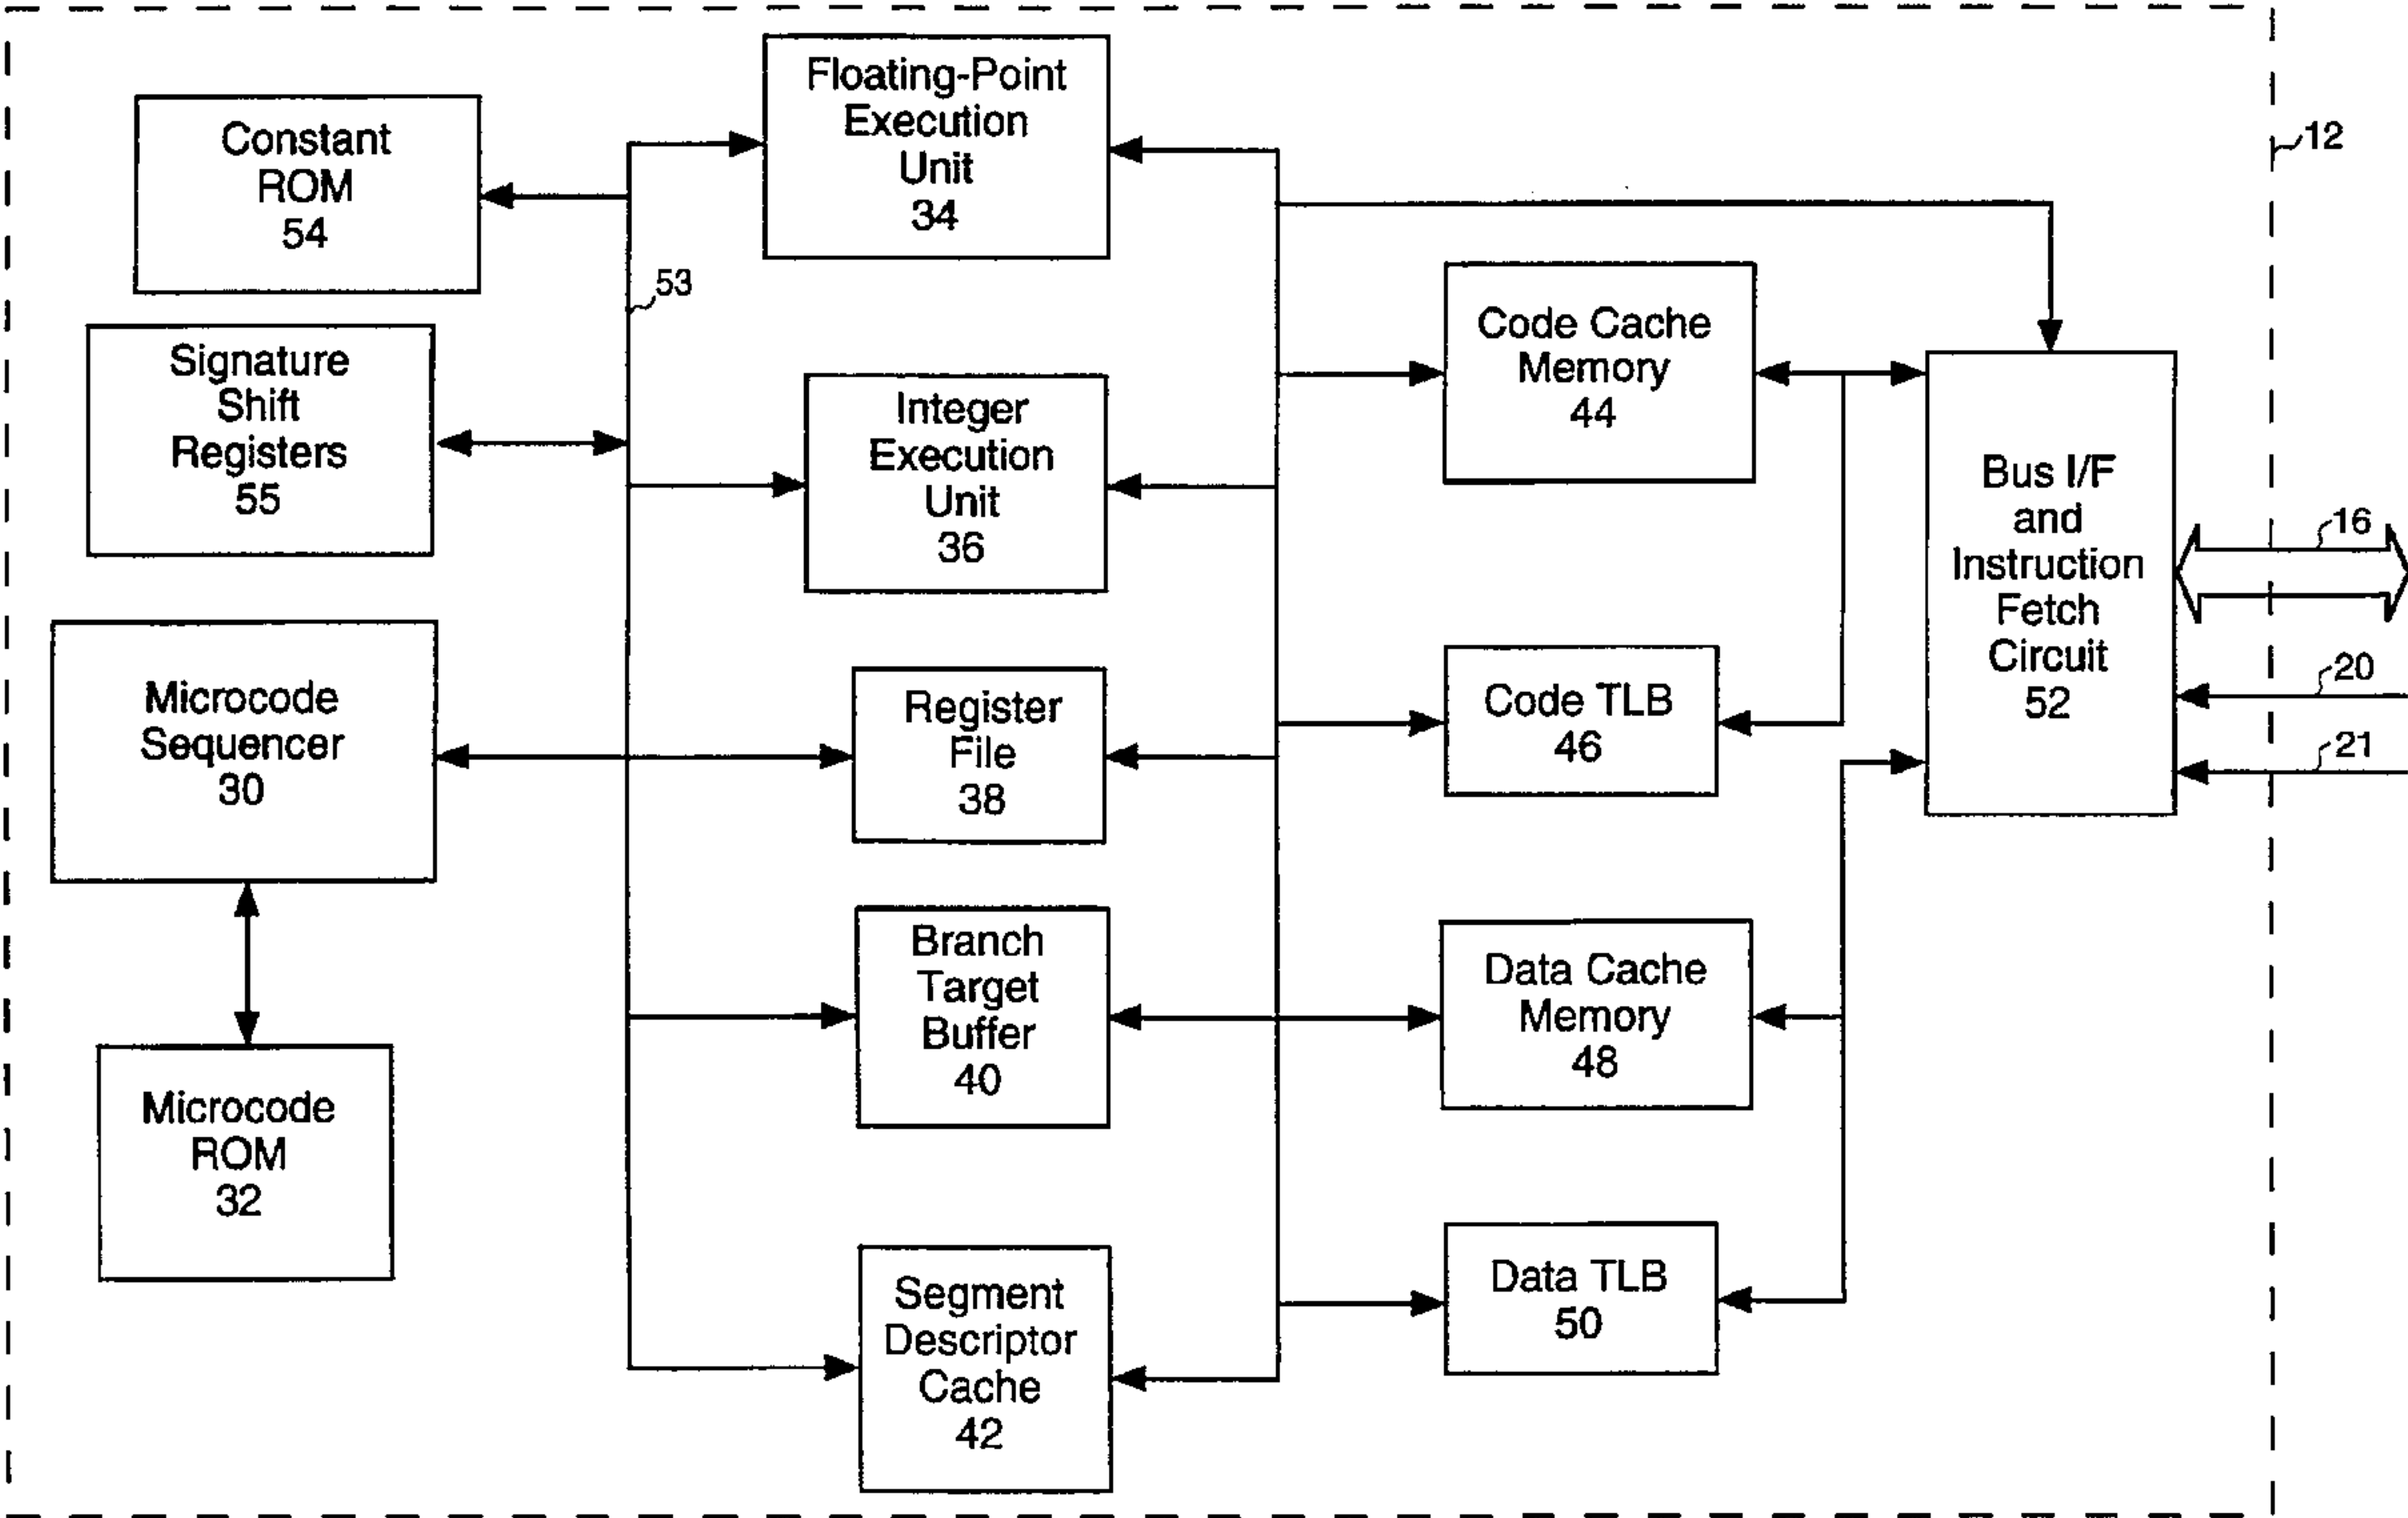 Constant
ROM
54
Signature
Shift
Registers
55
Microcode
Sequencer
30
Microcode
ROM
32
53
Floating-Point
Execution
Unit
34
Integer
Execution
Unit
36
Register
File
38
Branch
Target
Buffer
40
Segment
Descriptor
Cache
42
Code Cache
Memory
44
Code TLB
46
Data Cache
Memory
48
Data TLB
50
Bus I/F
and
Instruction
Fetch
Circuit
52
12
16
20
21